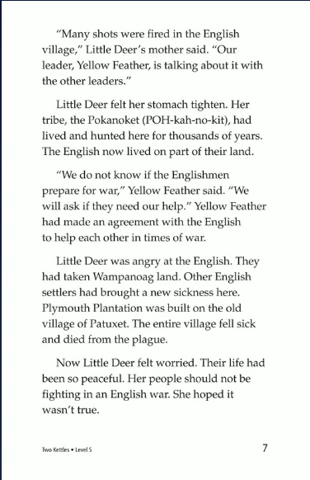 “Many shots were fired in the English
village,” Little Deer’s mother said. “Our
leader, Yellow Feather, is talking about it with
the other leaders.”
Little Deer felt her stomach tighten. Her
tribe, the Pokanoket (POH-kah-no-kit), had
lived and hunted here for thousands of years.
The English now lived on part of their land.
“We do not know if the Englishmen
prepare for war,” Yellow Feather said. “We
will ask if they need our help.” Yellow Feather
had made an agreement with the English
to help each other in times of war.
Little Deer was angry at the English. They
had taken Wampanoag land. Other English
settlers had brought a new sickness here.
Plymouth Plantation was built on the old
village of Patuxet. The entire village fell sick
and died from the plague.
Now Little Deer felt worried. Their life had
been so peaceful. Her people should not be
fighting in an English war. She hoped it
wasn’t true.
Two Kettles • Level S 7